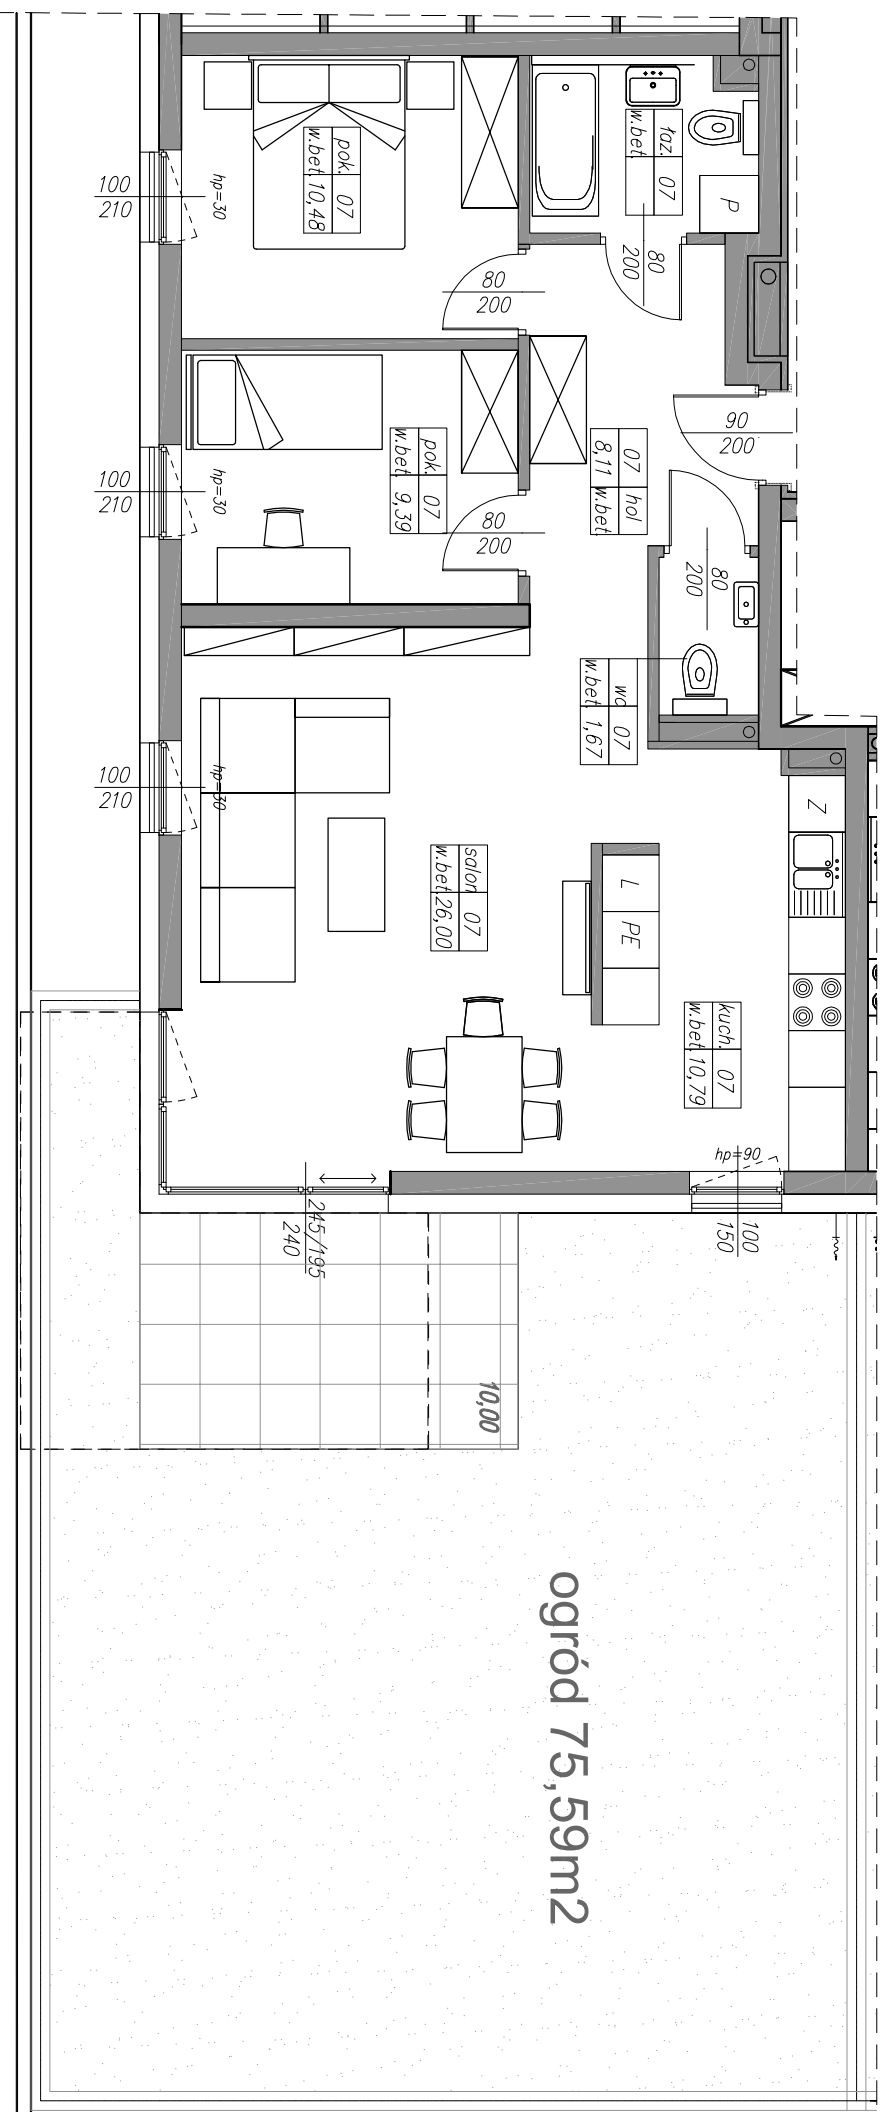 pok. 07
w.bet. 10,48
łaz. 07
w.bet.
P
hp=30
100
210
80
200
80
200
90
200
pok. 07
w.bet. 9,39
07 hol
8,11 w.bet.
hp=30
100
210
80
200
80
200
wc 07
w.bet. 1,67
hp=30
100
210
Z
salon 07
w.bet. 26,00
L PE
kuch. 07
w.bet. 10,79
hp=90
100
150
245/195
240
10,00
ogród 75,59m2